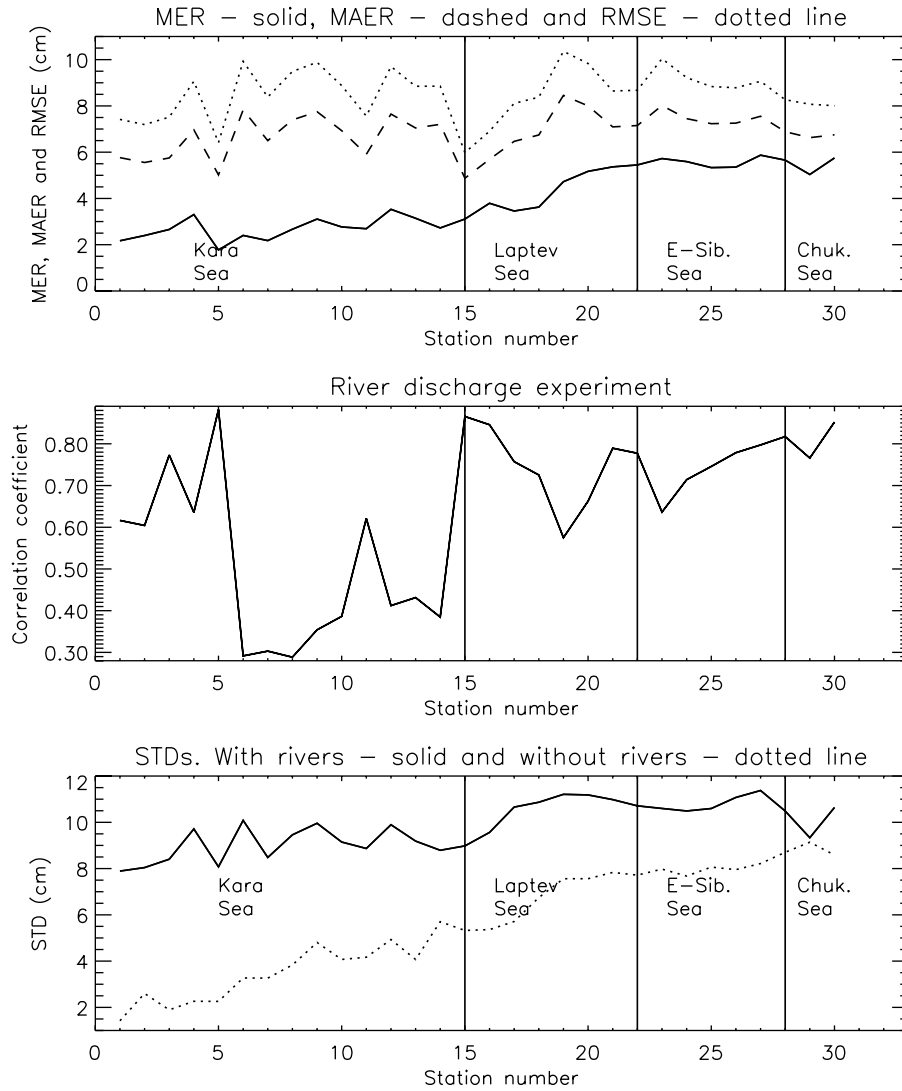 MER – solid, MAER – dashed and RMSE – dotted line
MER, MAER and RMSE (cm)
10
8
6
4
2
0
Kara
Sea
Laptev
Sea
E–Sib.
Sea
Chuk.
Sea
0 5 10 15 20 25 30
Station number
River discharge experiment
Correlation coefficient
0.80
0.70
0.60
0.50
0.40
0.30
0 5 10 15 20 25 30
Station number
STDs. With rivers – solid and without rivers – dotted line
STD (cm)
12
10
8
6
4
2
Kara
Sea
Laptev
Sea
E–Sib.
Sea
Chuk.
Sea
0 5 10 15 20 25 30
Station number